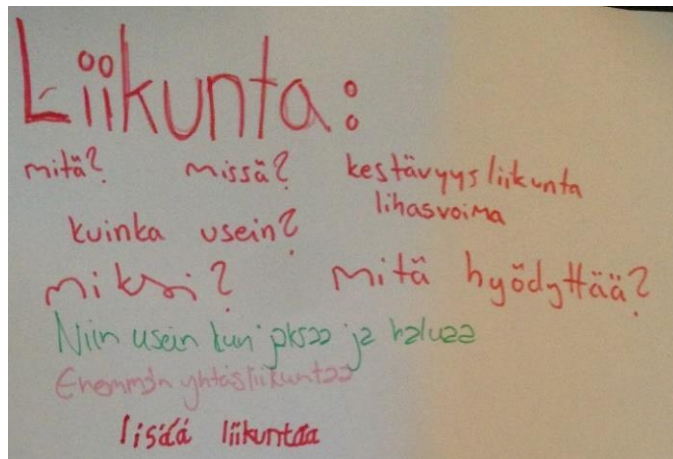 Liikunta:
mitä? missä? kestävyysliikunta
lihasvoima
kuinka usein?
miksi? mitä hyödyttää?
Niin usein kun jaksaa ja haluaa
Enemmän yhtäsliikuntaa
lisää liikuntaa